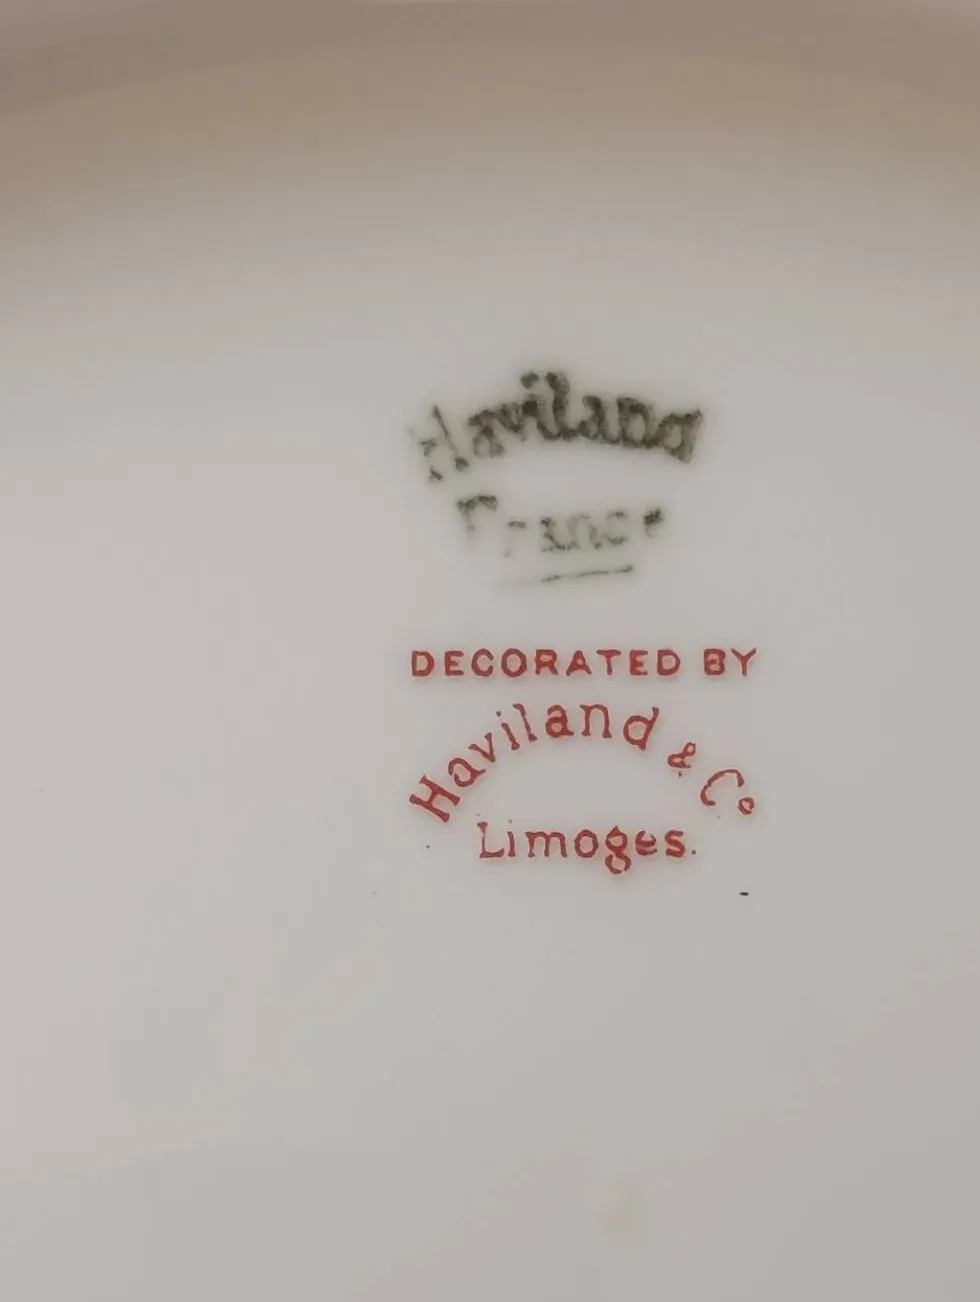 Haviland
France
DECORATED BY
Haviland & Co
Limoges.